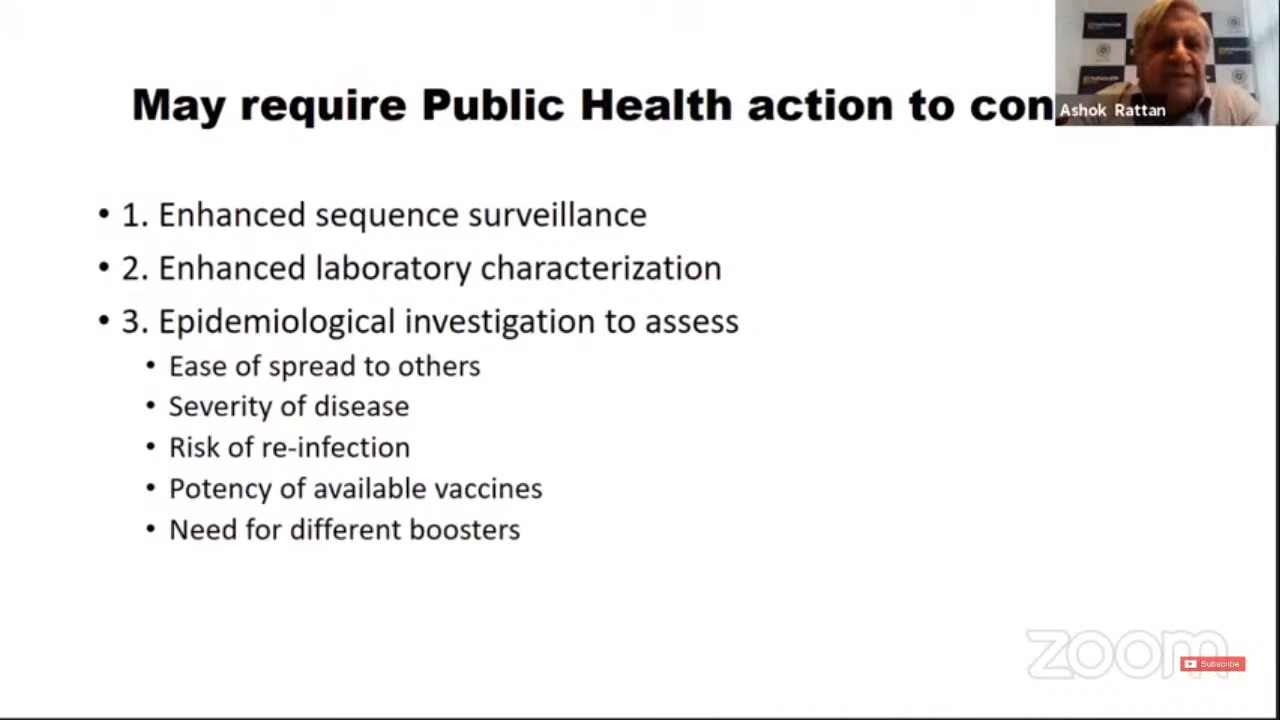 May require Public Health action to con
Ashok Rattan
• 1. Enhanced sequence surveillance
• 2. Enhanced laboratory characterization
• 3. Epidemiological investigation to assess
• Ease of spread to others
• Severity of disease
• Risk of re-infection
• Potency of available vaccines
• Need for different boosters
zoom
Subscribe